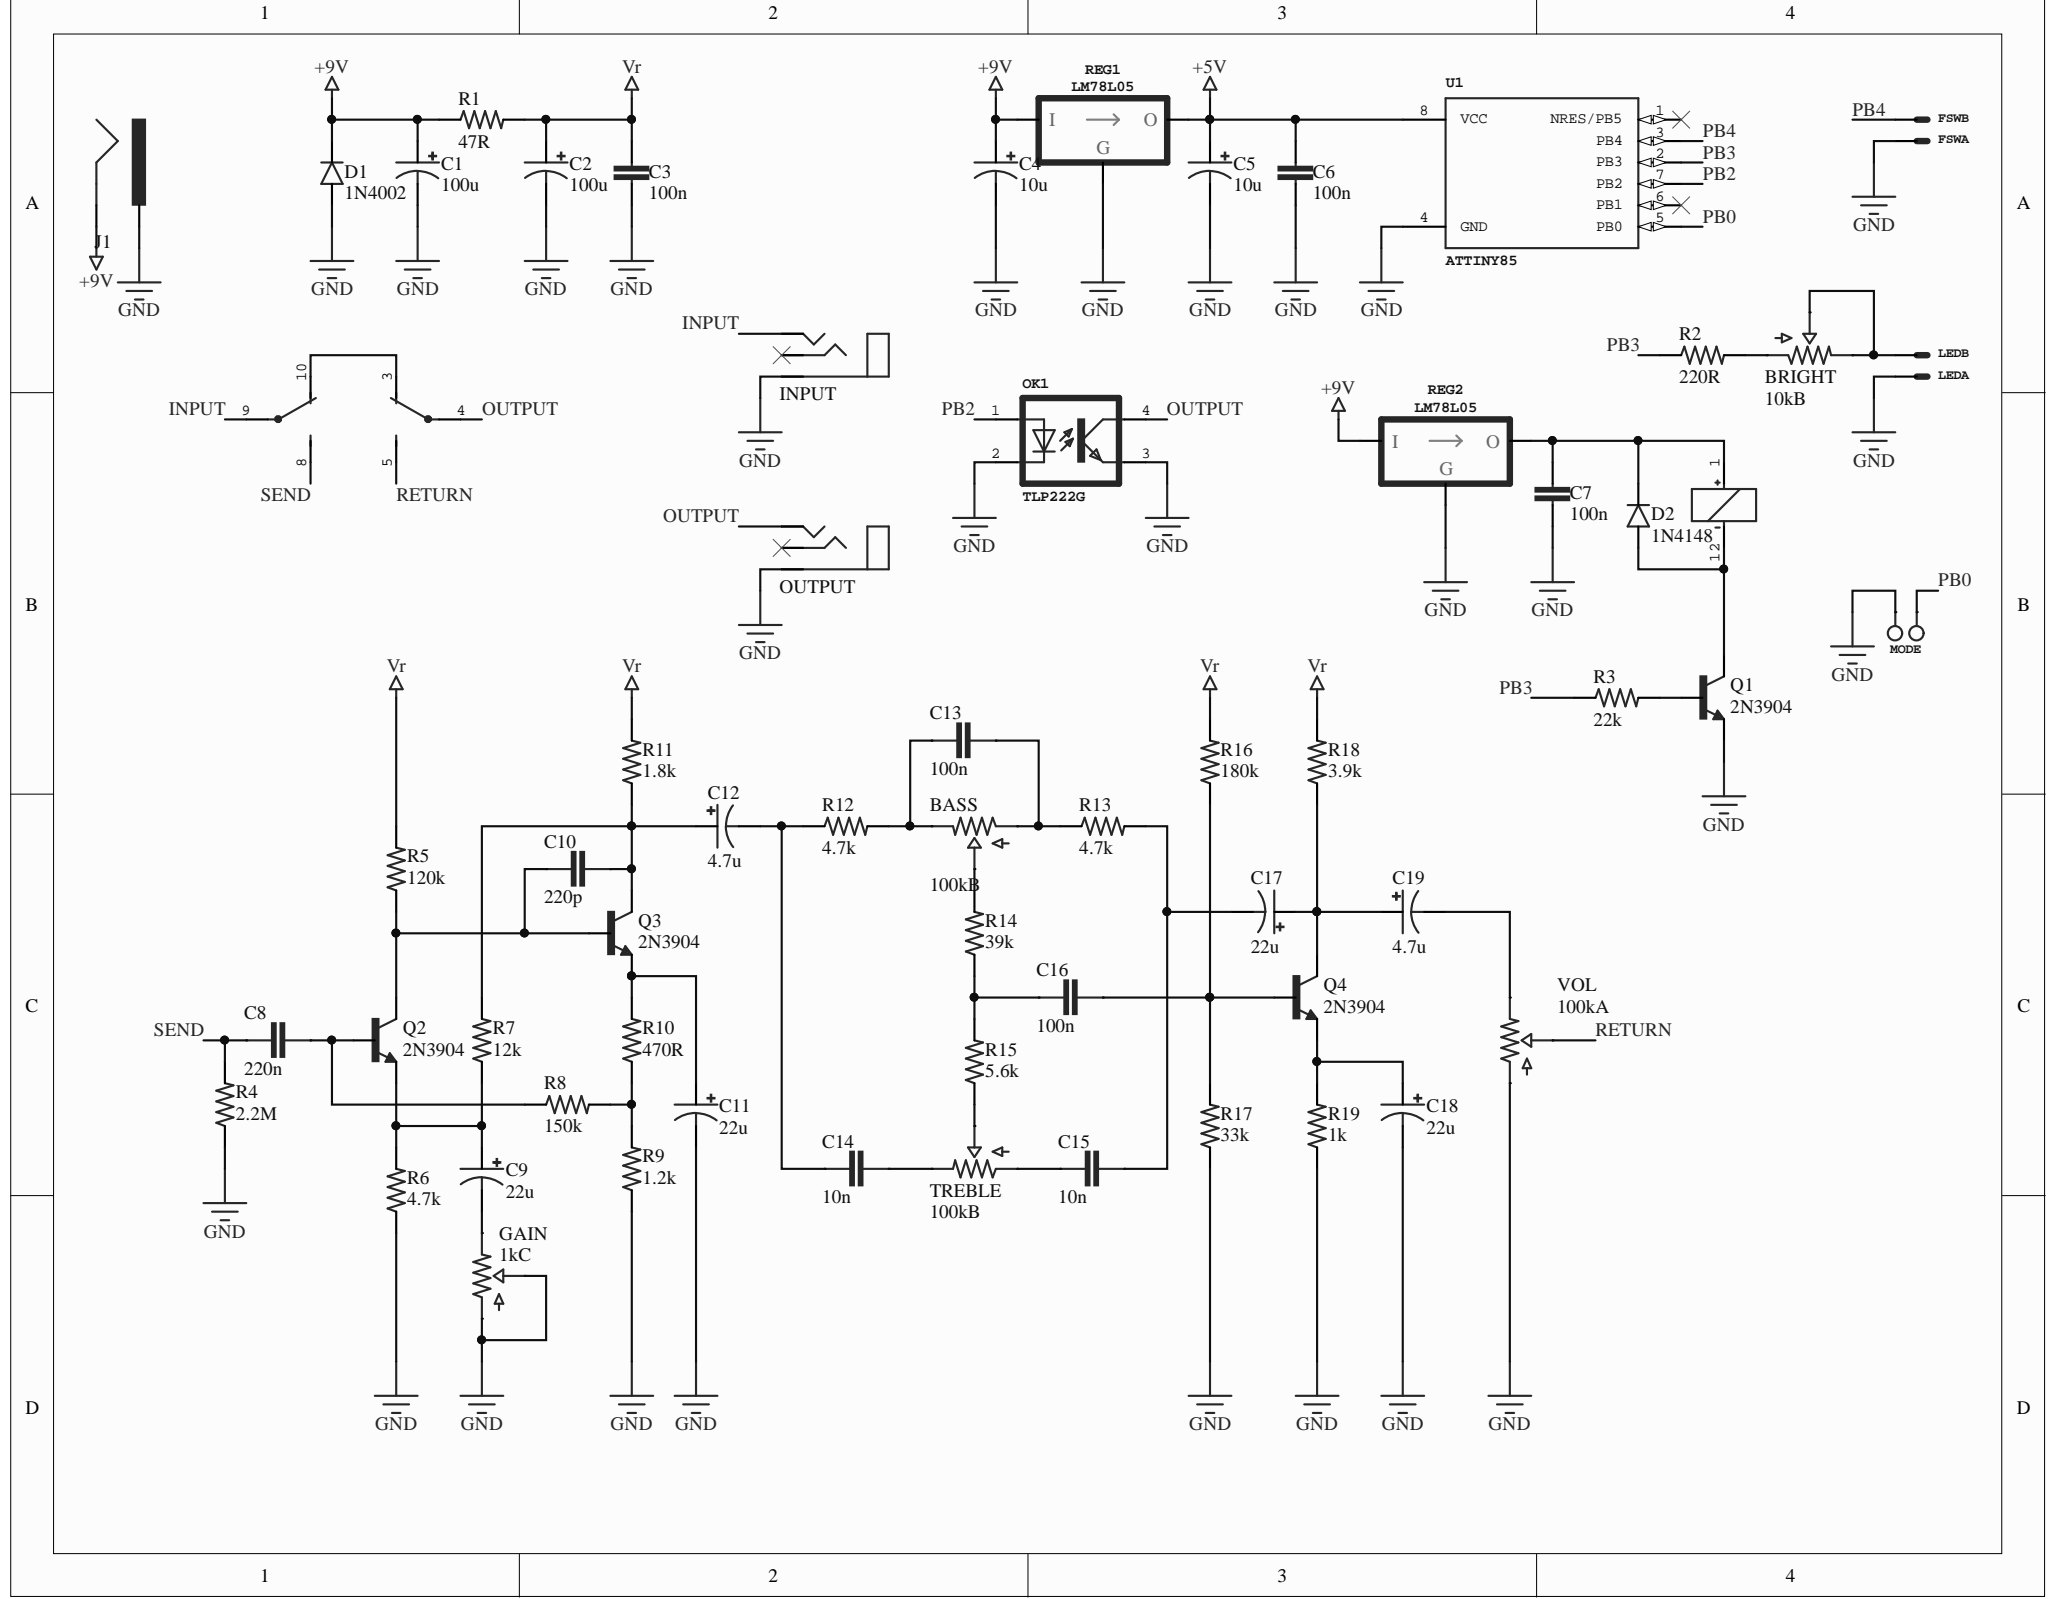 1 2 3 4
+9V Vr +9V REG1 +5V
LM78L05 U1
R1
47R
D1
1N4002
C1
100u
C2
100u
C3
100n
J1
+9V
GND
GND GND GND GND
I O
G
C4
10u
C5
10u
C6
100n
GND GND GND GND GND
8 VCC NRES/PB5 1
PB4 3 PB4
PB3 2 PB3
PB2 7 PB2
PB1 6
4 GND PB0 5 PB0
ATTINY85
PB4 FSWB
FSWA
GND
A A
INPUT
INPUT
GND
10 3
INPUT 9 4 OUTPUT
8 5
SEND RETURN
OK1
PB2 1 4 OUTPUT
2 3
TLP222G
GND GND
PB3 R2
220R
BRIGHT
10kB
LEDB
LEDA
GND
+9V REG2
LM78L05
I O
G
C7
100n
D2
1N4148
1
+
-
12
GND GND
OUTPUT
OUTPUT
GND
B B
PB0
MODE
GND
PB3 R3
22k
Q1
2N3904
GND
Vr Vr Vr Vr
R11
1.8k
C13
100n
R16
180k
R18
3.9k
C12
4.7u
R12
4.7k
BASS
100kB
R13
4.7k
R5
120k
C10
220p
Q3
2N3904
R14
39k
C17
22u
C19
4.7u
C16
100n
Q4
2N3904
VOL
100kA
RETURN
C C
SEND C8
220n
R4
2.2M
GND
Q2
2N3904
R7
12k
R10
470R
R15
5.6k
R8
150k
C11
22u
R17
33k
R19
1k
C18
22u
R6
4.7k
C9
22u
R9
1.2k
C14
10n
TREBLE
100kB
C15
10n
GAIN
1kC
GND GND GND GND GND GND GND GND
D D
1 2 3 4